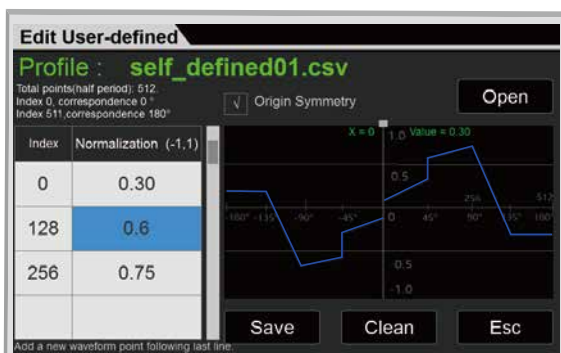 Edit User-defined
Profile : self_defined01.csv
Total points(half period): 512.
Index 0, correspondence 0 °
Index 511,correspondence 180°
√ Origin Symmetry
Open
Index Normalization (-1,1)
0 0.30
128 0.6
256 0.75
X = 0 Value = 0.30
1.0
0.5
256 512
-180° -135° -90° -45° 0 45° 90° 135° 180°
-0.5
-1.0
Save Clean Esc
Add a new waveform point following last line.